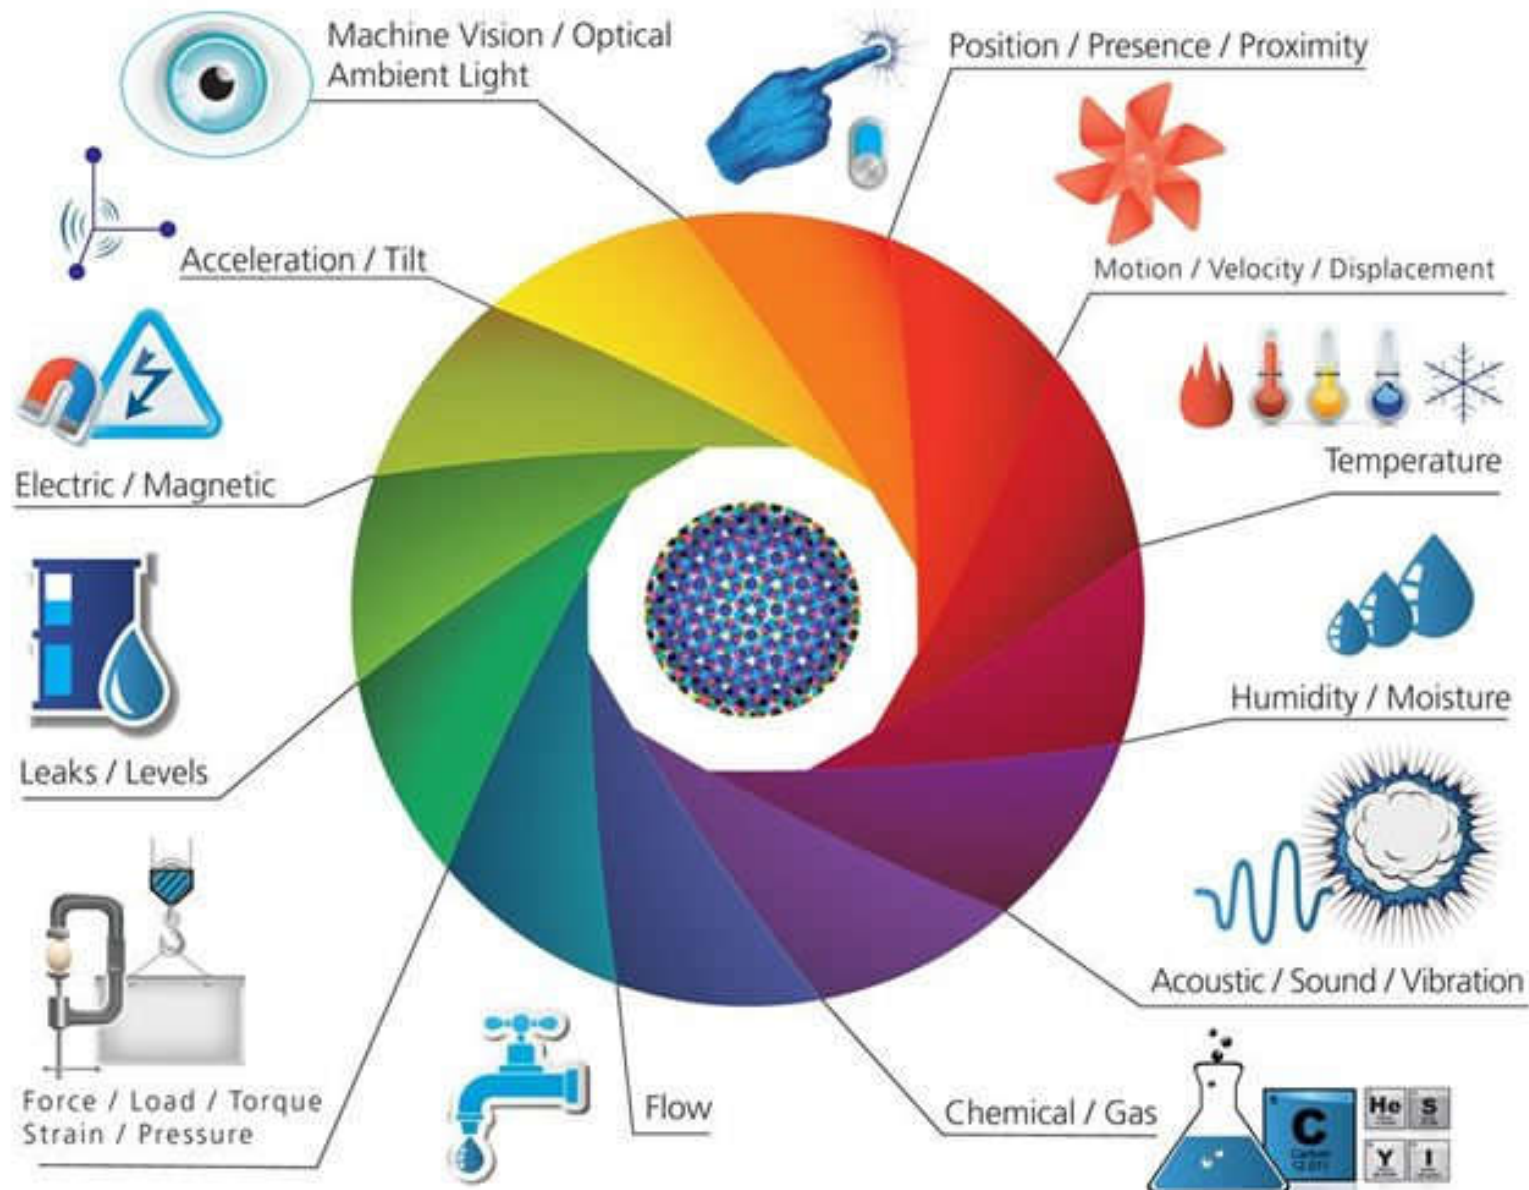 Machine Vision / Optical
Ambient Light
Position / Presence / Proximity
Acceleration / Tilt
Motion / Velocity / Displacement
Electric / Magnetic
Temperature
Humidity / Moisture
Leaks / Levels
Acoustic / Sound / Vibration
Force / Load / Torque
Strain / Pressure
Flow
Chemical / Gas
C
Carbon
He
S
Y
I